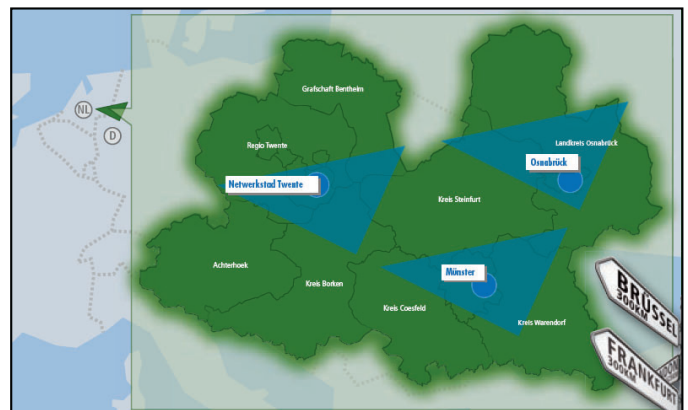 Grafschaft Bentheim
NL
D
Regio Twente
Landkreis Osnabrück
Osnabrück
Netwerkstad Twente
Kreis Steinfurt
Achterhoek
Münster
Kreis Borken
Kreis Coesfeld
Kreis Warendorf
BRÜSSEL
300KM
FRANKFURT
300KM